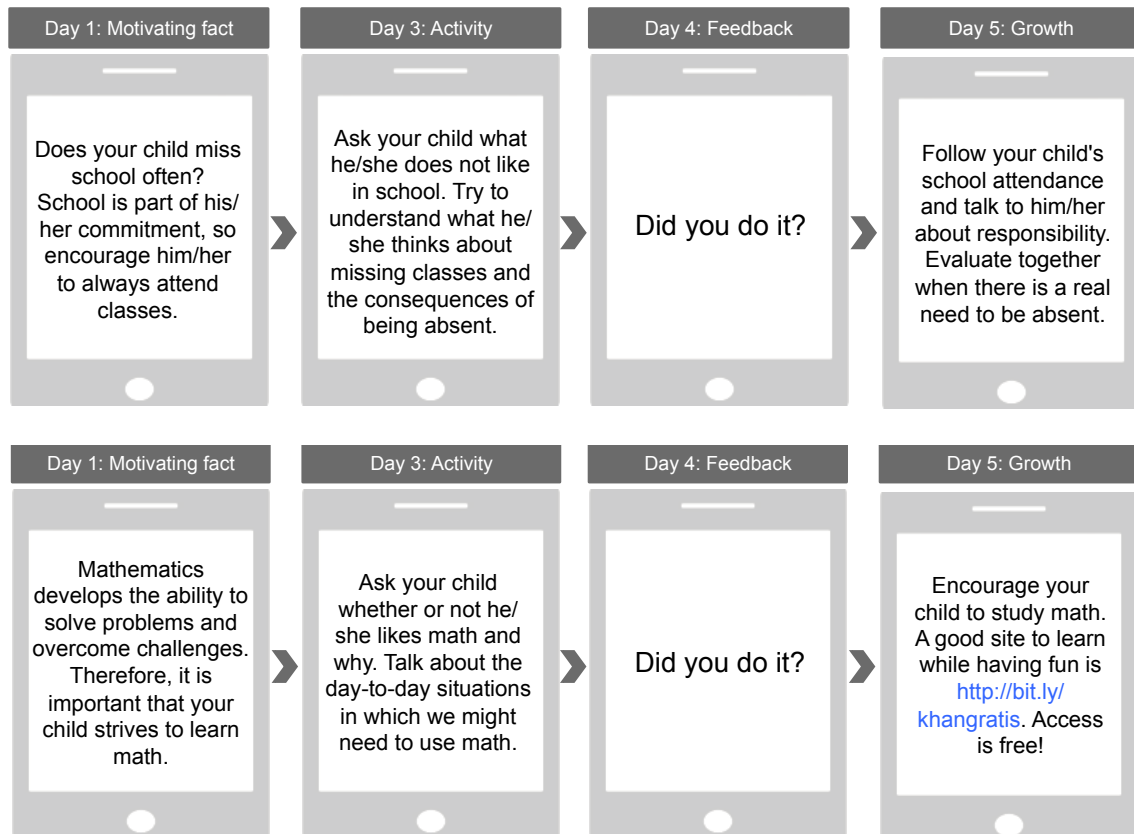 Day 1: Motivating fact
Does your child miss
school often?
School is part of his/
her commitment, so
encourage him/her
to always attend
classes.
Day 3: Activity
Ask your child what
he/she does not like
in school. Try to
understand what he/
she thinks about
missing classes and
the consequences of
being absent.
Day 4: Feedback
Did you do it?
Day 5: Growth
Follow your child's
school attendance
and talk to him/her
about responsibility.
Evaluate together
when there is a real
need to be absent.
Day 1: Motivating fact
Mathematics
develops the ability to
solve problems and
overcome challenges.
Therefore, it is
important that your
child strives to learn
math.
Day 3: Activity
Ask your child
whether or not he/
she likes math and
why. Talk about the
day-to-day situations
in which we might
need to use math.
Day 4: Feedback
Did you do it?
Day 5: Growth
Encourage your
child to study math.
A good site to learn
while having fun is
http://bit.ly/
khangratis. Access
is free!